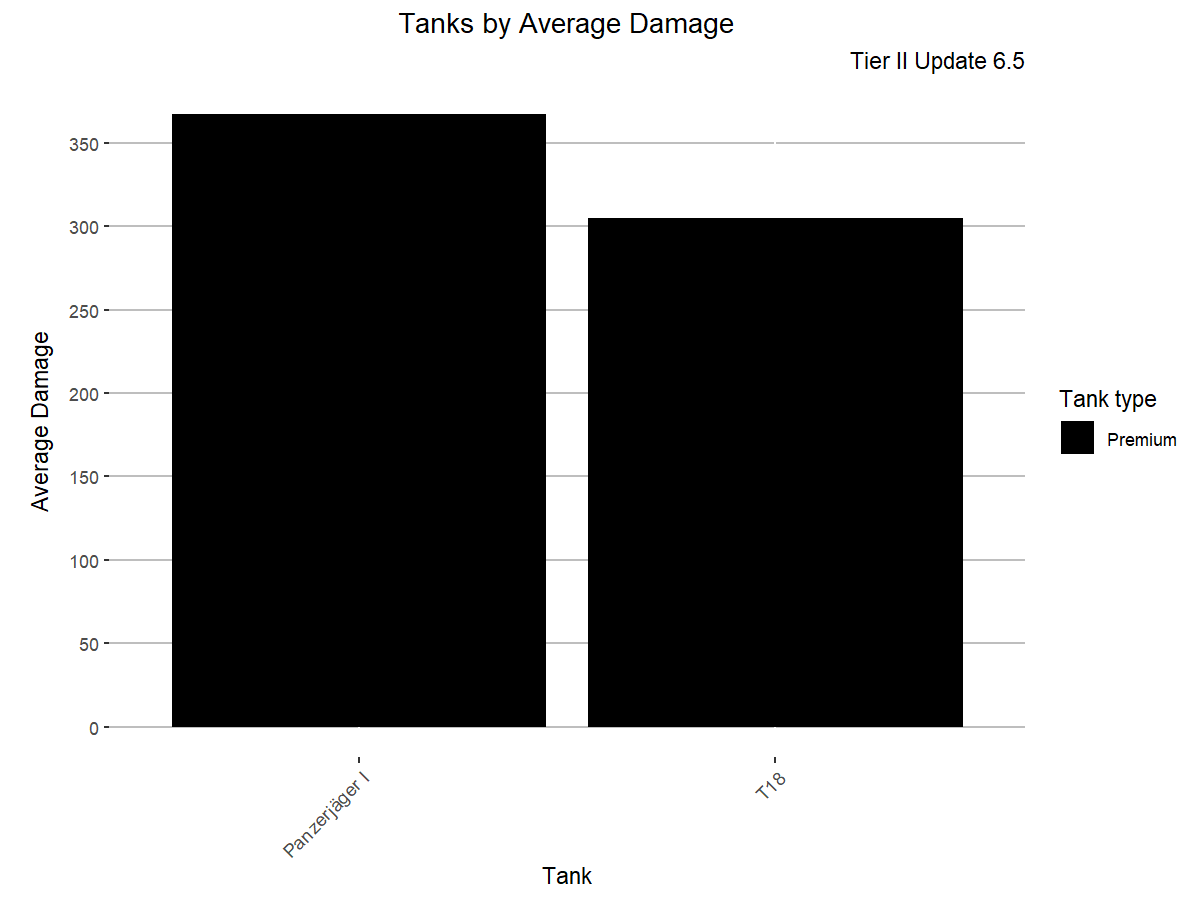 Tanks by Average Damage
Tier II Update 6.5
Average Damage
350
300
250
200
150
100
50
0
Panzerjäger I
T18
Tank
Tank type
Premium